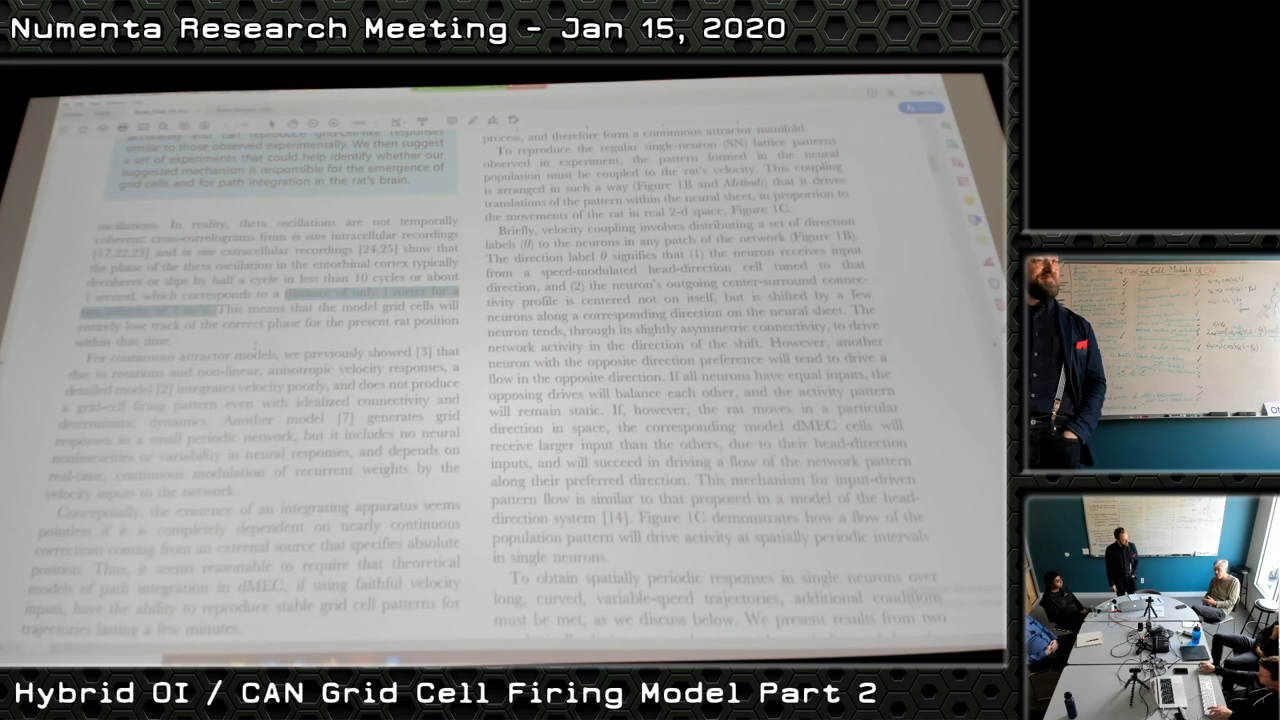 Numenta Research Meeting - Jan 15, 2020
accurately and can reproduce grid-cell-like responses
similar to those observed experimentally. We then suggest
a set of experiments that could help identify whether our
suggested mechanism is responsible for the emergence of
grid cells and for path integration in the rat's brain.
oscillations. In reality, theta oscillations are not temporally
coherent: cross-correlograms from in situ intracellular recordings
[17,22,23] and in vivo extracellular recordings [24,25] show that
the phase of the theta oscillation in the entorhinal cortex typically
decoheres or slips by half a cycle in less than 10 cycles or about
1 second, which corresponds to a distance of only 1 meter for a
This means that the model grid cells will
entirely lose track of the correct phase for the present rat position
within that time.
For continuous attractor models, we previously showed [3] that
due to rotations and non-linear, anisotropic velocity responses, a
detailed model [2] integrates velocity poorly, and does not produce
a grid-cell firing pattern even with idealized connectivity and
deterministic dynamics. Another model [7] generates grid
responses in a small periodic network, but it includes no neural
nonlinearities or variability in neural responses, and depends on
real-time, continuous modulation of recurrent weights by the
velocity inputs to the network.
Conceptually, the existence of an integrating apparatus seems
pointless if it is completely dependent on nearly continuous
corrections coming from an external source that specifies absolute
position. Thus, it seems reasonable to require that theoretical
models of path integration in dMEC, if using faithful velocity
inputs, have the ability to reproduce stable grid cell patterns for
trajectories lasting a few minutes.
process, and therefore form a continuous attractor manifold.
To reproduce the regular single-neuron (SN) lattice patterns
observed in experiment, the pattern formed in the neural
population must be coupled to the rat's velocity. This coupling
is arranged in such a way (Figure 1B and Methods) that it drives
translations of the pattern within the neural sheet, in proportion to
the movements of the rat in real 2-d space, Figure 1C.
Briefly, velocity coupling involves distributing a set of direction
labels (θ) to the neurons in any patch of the network (Figure 1B).
The direction label θ signifies that (1) the neuron receives input
from a speed-modulated head-direction cell tuned to that
direction, and (2) the neuron's outgoing center-surround connec-
tivity profile is centered not on itself, but is shifted by a few
neurons along a corresponding direction on the neural sheet. The
neuron tends, through its slightly asymmetric connectivity, to drive
network activity in the direction of the shift. However, another
neuron with the opposite direction preference will tend to drive a
flow in the opposite direction. If all neurons have equal inputs, the
opposing drives will balance each other, and the activity pattern
will remain static. If, however, the rat moves in a particular
direction in space, the corresponding model dMEC cells will
receive larger input than the others, due to their head-direction
inputs, and will succeed in driving a flow of the network pattern
along their preferred direction. This mechanism for input-driven
pattern flow is similar to that proposed in a model of the head-
direction system [14]. Figure 1C demonstrates how a flow of the
population pattern will drive activity at spatially periodic intervals
in single neurons.
To obtain spatially periodic responses in single neurons over
long, curved, variable-speed trajectories, additional conditions
must be met, as we discuss below. We present results from two
Hybrid OI / CAN Grid Cell Firing Model Part 2